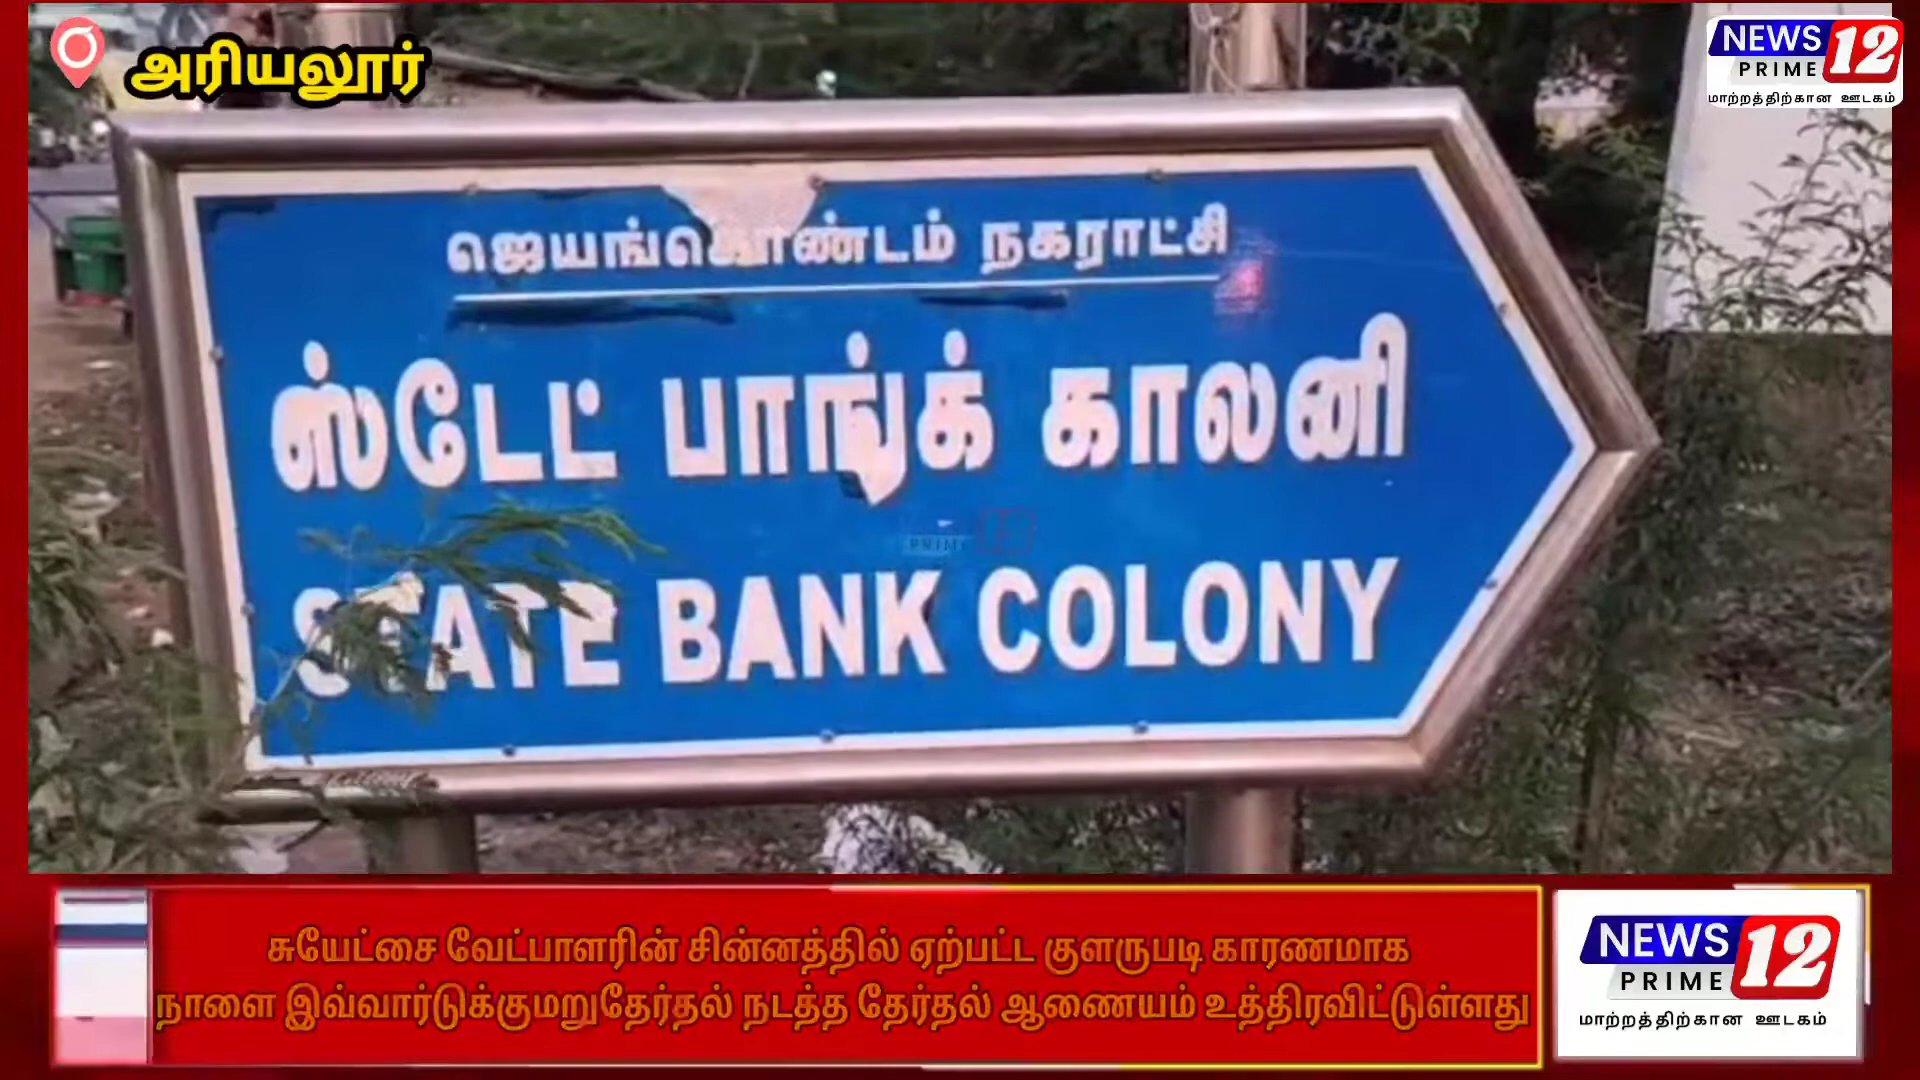 அரியலூர்
NEWS 12
PRIME
மாற்றத்திற்கான ஊடகம்
ஜெயங்கொண்டம் நகராட்சி
ஸ்டேட் பாங்க் காலனி
STATE BANK COLONY
சுயேட்சை வேட்பாளரின் சின்னத்தில் ஏற்பட்ட குளருபடி காரணமாக
நாளை இவ்வார்டுக்குமறுதேர்தல் நடத்த தேர்தல் ஆணையம் உத்திரவிட்டுள்ளது
NEWS 12
PRIME
மாற்றத்திற்கான ஊடகம்